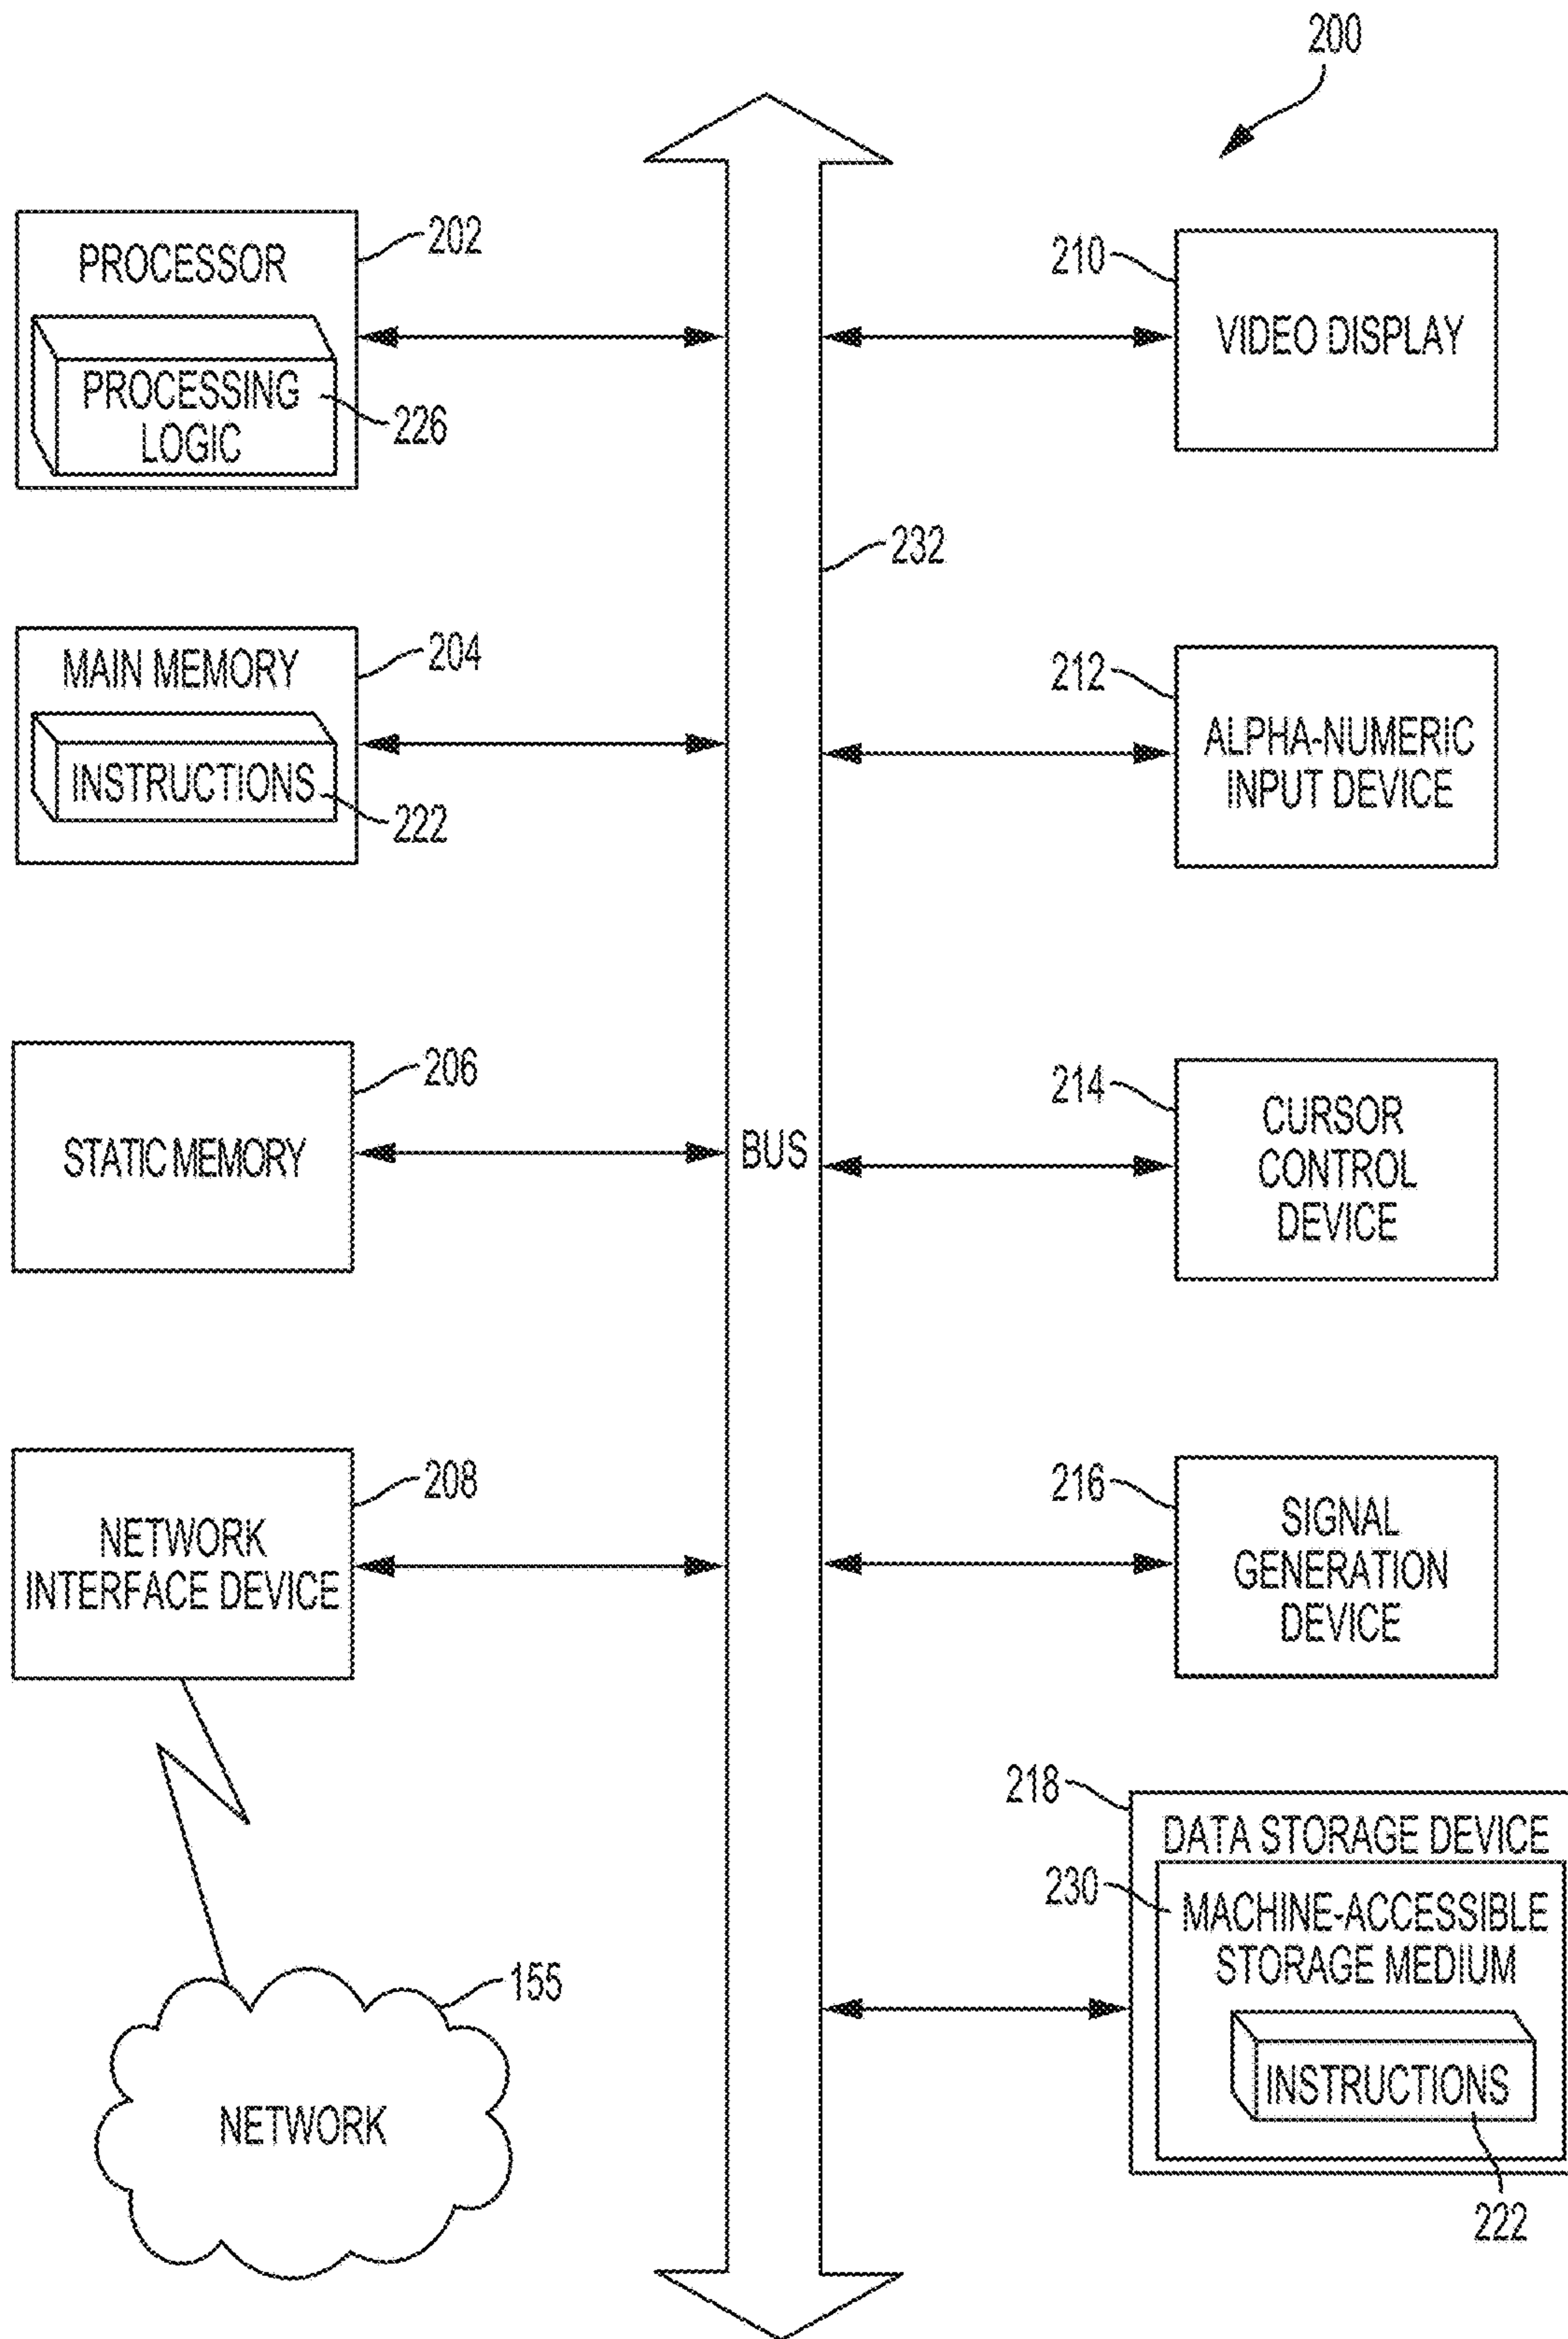 200
PROCESSOR
202
PROCESSING
LOGIC
226
210
VIDEO DISPLAY
232
MAIN MEMORY
204
INSTRUCTIONS
222
212
ALPHA-NUMERIC
INPUT DEVICE
STATIC MEMORY
206
BUS
214
CURSOR
CONTROL
DEVICE
NETWORK
INTERFACE DEVICE
208
216
SIGNAL
GENERATION
DEVICE
218
DATA STORAGE DEVICE
230
MACHINE-ACCESSIBLE
STORAGE MEDIUM
INSTRUCTIONS
222
155
NETWORK